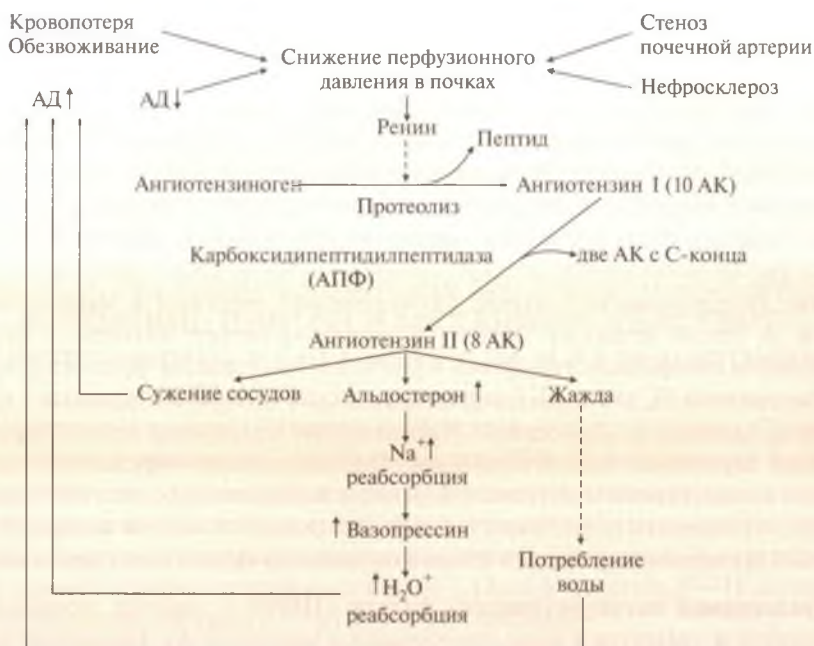 Кровопотеря
Обезвоживание
Стеноз
почечной артерии
Снижение перфузионного
давления в почках
Нефросклероз
АД↑
АД↓
Ренин
Пептид
Ангиотензиноген
Ангиотензин I (10 АК)
Протеолиз
Карбоксидипептидилпептидаза
(АПФ)
две АК с С-конца
Ангиотензин II (8 АК)
Сужение сосудов
Альдостерон ↑
Жажда
Na⁺↑
реабсорбция
↑ Вазопрессин
Потребление
воды
↑H₂O⁺
реабсорбция